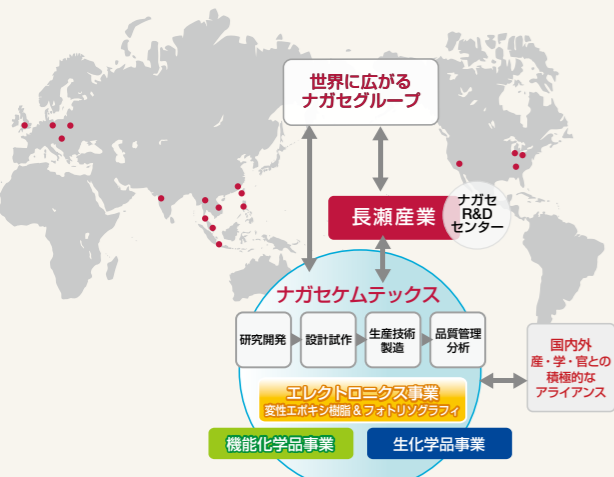 世界に広がる
ナガセグループ
長瀬産業
ナガセ
R&D
センター
ナガセケムテックス
研究開発
設計試作
生産技術
製造
品質管理
分析
国内外
産・学・官との
積極的な
アライアンス
エレクトロニクス事業
変性エポキシ樹脂&フォトリソグラフィ
機能化学品事業
生化学品事業